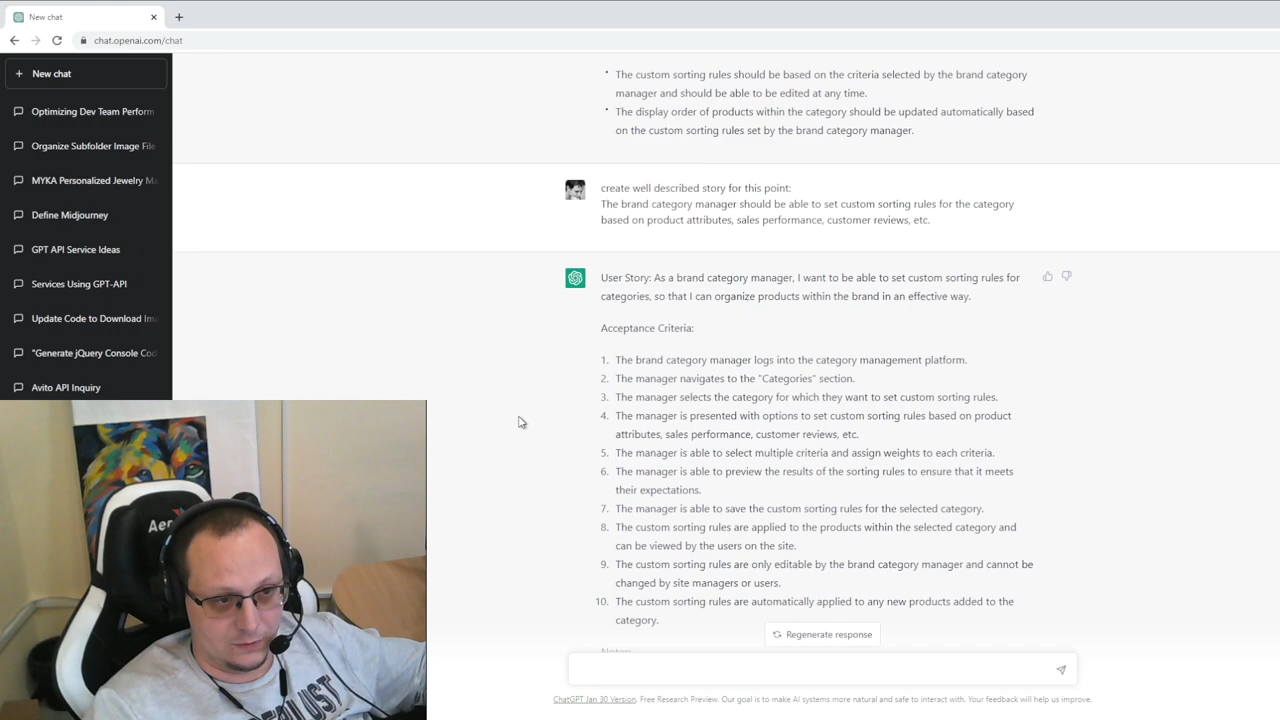 New chat
chat.openai.com/chat
New chat
Optimizing Dev Team Perform
Organize Subfolder Image File
MYKA Personalized Jewelry Ma
Define Midjourney
GPT API Service Ideas
Services Using GPT-API
Update Code to Download Ima
"Generate jQuery Console Cod
Avito API Inquiry
The custom sorting rules should be based on the criteria selected by the brand category
manager and should be able to be edited at any time.
The display order of products within the category should be updated automatically based
on the custom sorting rules set by the brand category manager.
create well described story for this point:
The brand category manager should be able to set custom sorting rules for the category
based on product attributes, sales performance, customer reviews, etc.
User Story: As a brand category manager, I want to be able to set custom sorting rules for
categories, so that I can organize products within the brand in an effective way.
Acceptance Criteria:
1. The brand category manager logs into the category management platform.
2. The manager navigates to the "Categories" section.
3. The manager selects the category for which they want to set custom sorting rules.
4. The manager is presented with options to set custom sorting rules based on product
attributes, sales performance, customer reviews, etc.
5. The manager is able to select multiple criteria and assign weights to each criteria.
6. The manager is able to preview the results of the sorting rules to ensure that it meets
their expectations.
7. The manager is able to save the custom sorting rules for the selected category.
8. The custom sorting rules are applied to the products within the selected category and
can be viewed by the users on the site.
9. The custom sorting rules are only editable by the brand category manager and cannot be
changed by site managers or users.
10. The custom sorting rules are automatically applied to any new products added to the
category.
Regenerate response
ChatGPT Jan 30 Version. Free Research Preview. Our goal is to make AI systems more natural and safe to interact with. Your feedback will help us improve.